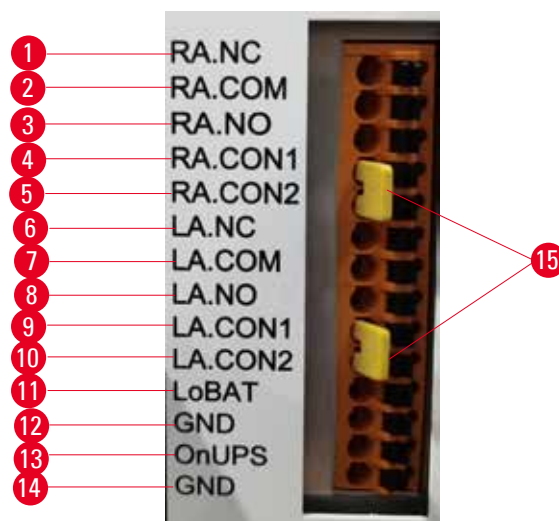 1 RA.NC
2 RA.COM
3 RA.NO
4 RA.CON1
5 RA.CON2
6 LA.NC
7 LA.COM
8 LA.NO
9 LA.CON1
10 LA.CON2
11 LoBAT
12 GND
13 OnUPS
14 GND
15